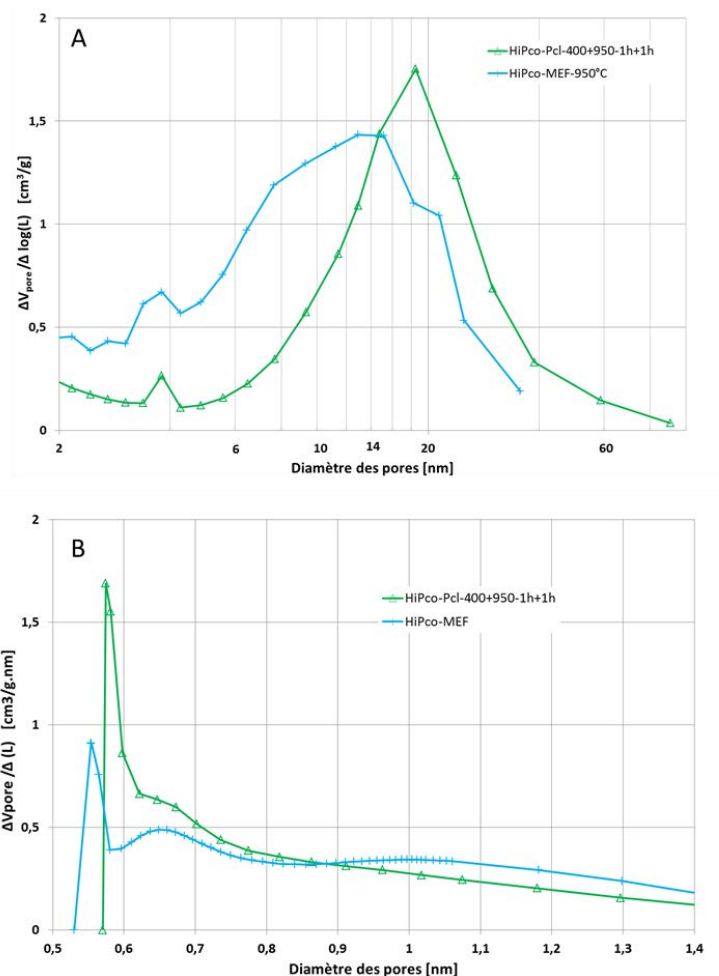 A
2
1,5
1
0,5
0
ΔVpore/Δ log(L) [cm³/g]
HiPco-Pcl-400+950-1h+1h
HiPco-MEF-950°C
2 6 10 14 20 60
Diamètre des pores [nm]
B
2
1,5
1
0,5
0
ΔVpore /Δ (L) [cm3/g.nm]
HiPco-Pcl-400+950-1h+1h
HiPco-MEF
0,5 0,6 0,7 0,8 0,9 1 1,1 1,2 1,3 1,4
Diamètre des pores [nm]